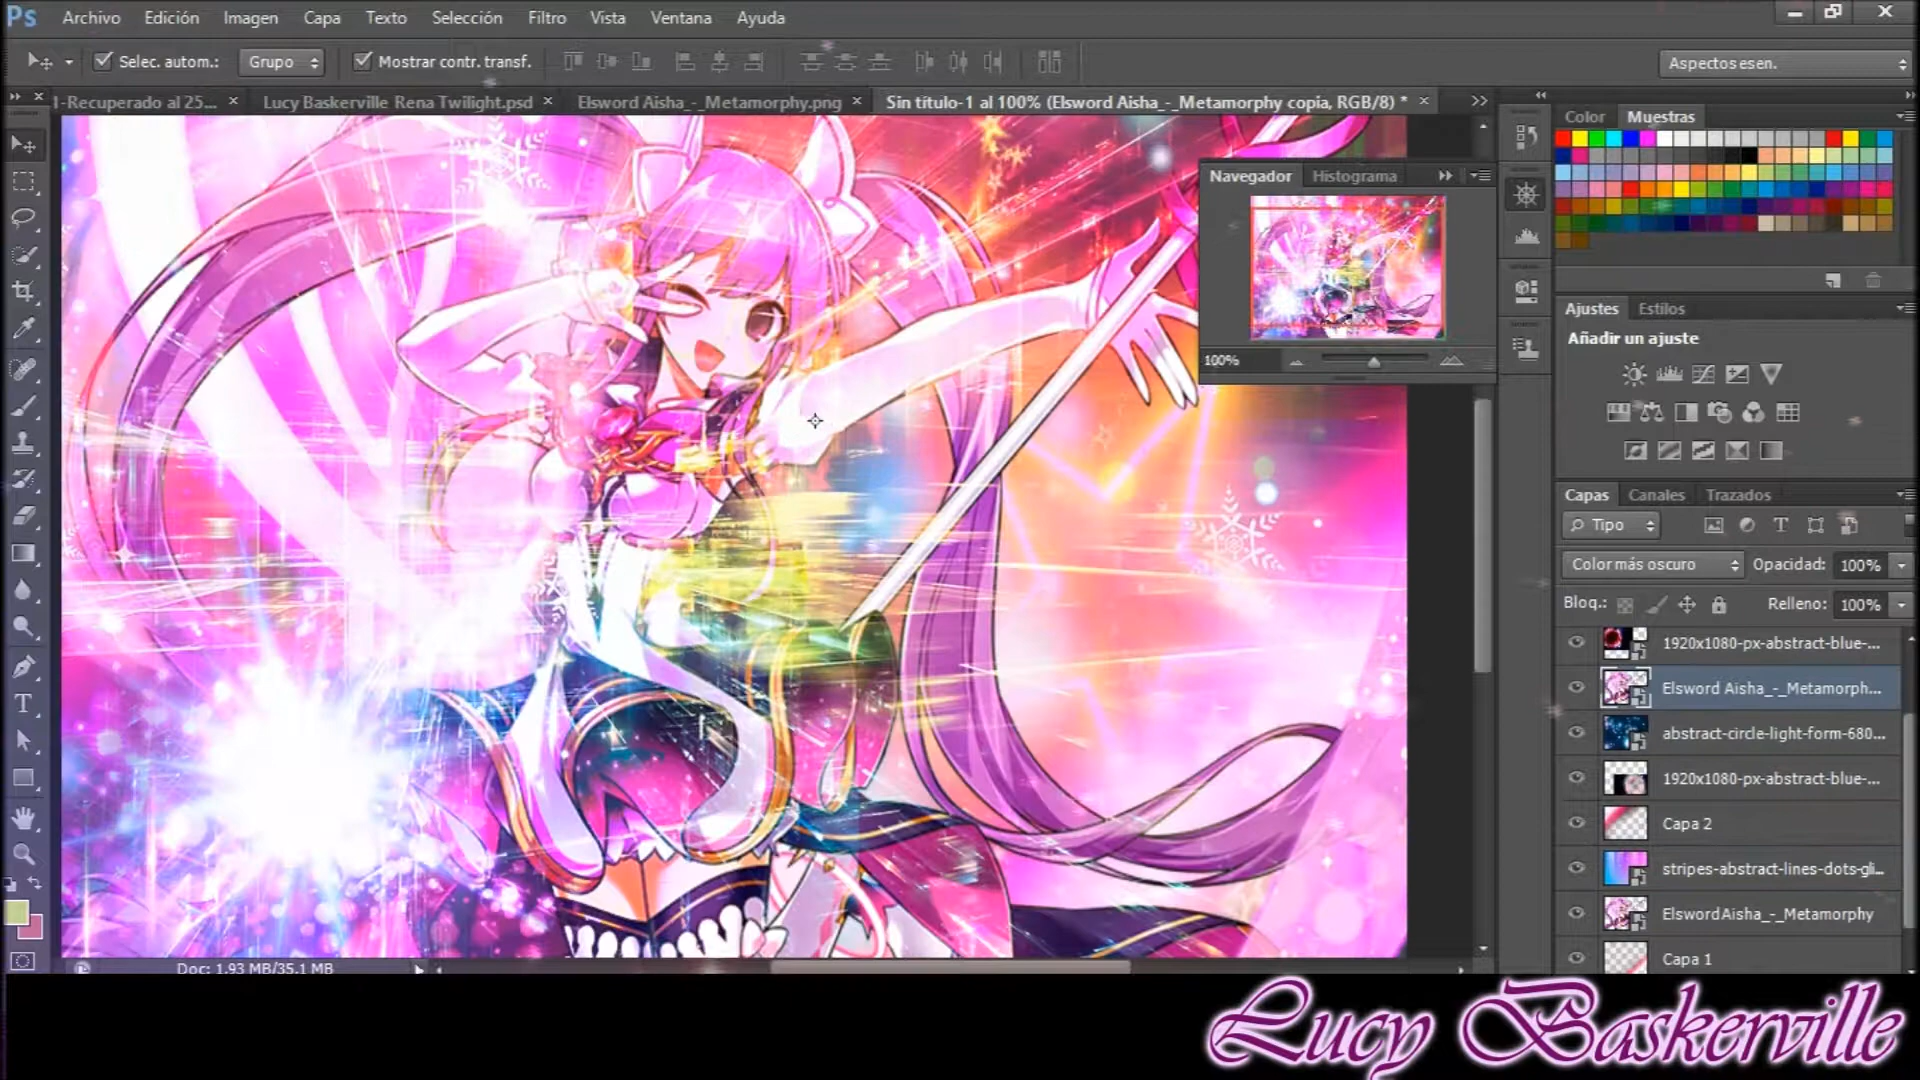 Ps Archivo Edición Imagen Capa Texto Selección Filtro Vista Ventana Ayuda
Selec. autom.: Grupo Mostrar contr. transf. Aspectos esen.
l-Recuperado al 25... × Lucy Baskerville Rena Twilight.psd × Elsword Aisha_-_Metamorphy.png × Sin título-1 al 100% (Elsword Aisha_-_Metamorphy copia, RGB/8) * ×
Color Muestras
Navegador Histograma
100%
Ajustes Estilos
Añadir un ajuste
Capas Canales Trazados
Tipo
Color más oscuro Opacidad: 100%
Bloq.: Relleno: 100%
1920x1080-px-abstract-blue-...
Elsword Aisha_-_Metamorph...
abstract-circle-light-form-680...
1920x1080-px-abstract-blue-...
Capa 2
stripes-abstract-lines-dots-gli...
Elsword Aisha_-_Metamorphy
Capa 1
Doc: 1,93 MB/35,1 MB
Lucy Baskerville